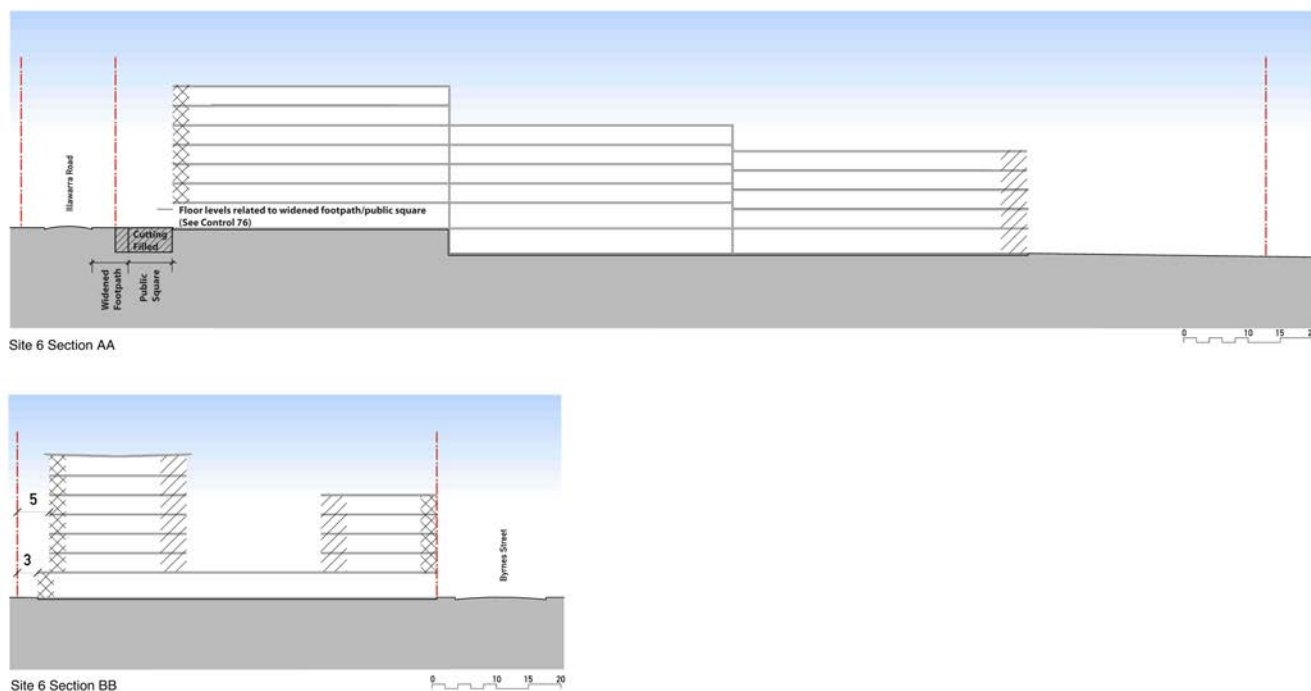 Illawarra Road
Floor levels related to widened footpath/public square
(See Control 76)
Cutting
Filled
Widened
Footpath
Public
Square
Site 6 Section AA
0 10 15
5
3
Byrnes Street
Site 6 Section BB
0 10 15 20